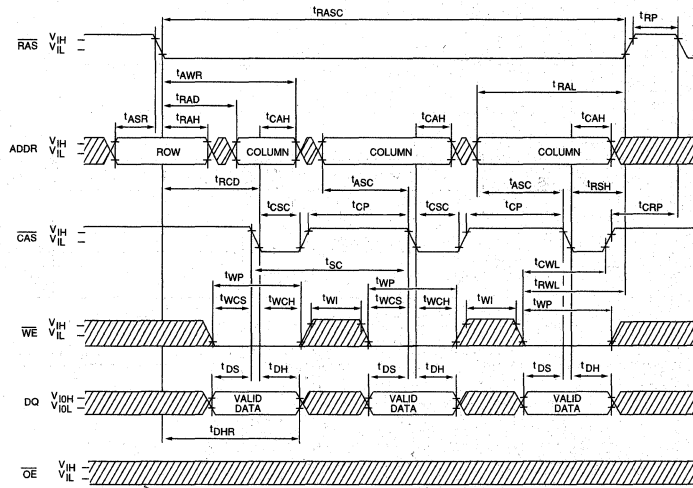 tRASC
tRP
RAS VIH
VIL
tAWR
tRAD
tRAL
tASR tRAH tCAH tCAH tCAH
ADDR VIH
VIL
ROW COLUMN COLUMN COLUMN
tRCD tASC tASC tRSH
tCSC tCP tCSC tCP tCRP
CAS VIH
VIL
tSC tCWL
tRWL
tWP tWP tWP
tWCS tWCH tWI tWCS tWCH tWI
WE VIH
VIL
tDS tDH tDS tDH tDS tDH
DQ VIOH
VIOL
VALID DATA VALID DATA VALID DATA
tDHR
OE VIH
VIL